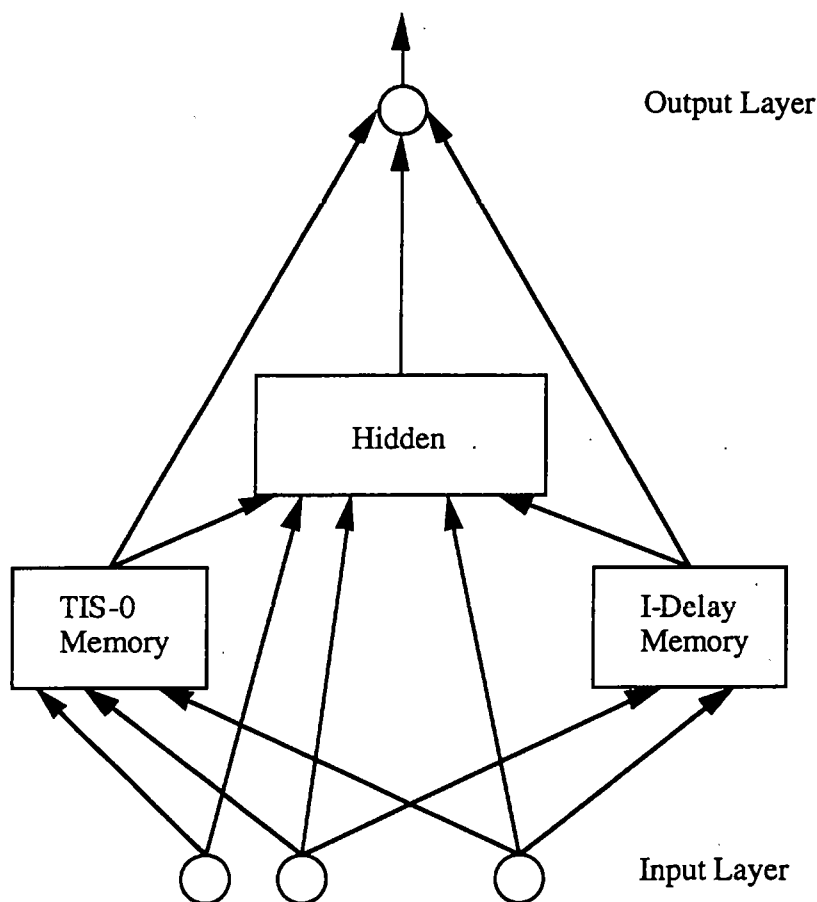 Output Layer
Hidden
TIS-0
Memory
I-Delay
Memory
Input Layer